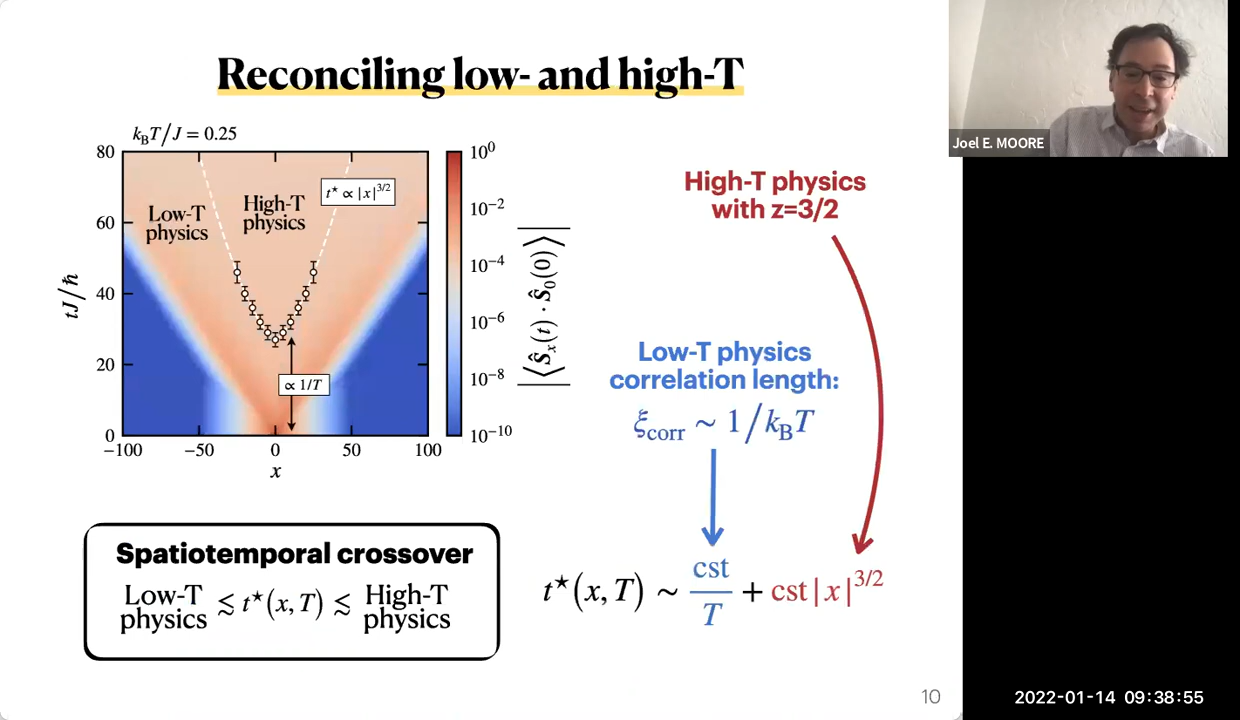 Reconciling low- and high-T
k_B T/J = 0.25
80
60
40
20
0
tJ/ℏ
−100
−50
0
50
100
x
Low-T
physics
High-T
physics
t⋆ ∝ |x|^3/2
∝ 1/T
10^0
10^−2
10^−4
10^−6
10^−8
10^−10
|⟨Ŝ_x(t) · Ŝ_0(0)⟩|
High-T physics
with z=3/2
Low-T physics
correlation length:
ξ_corr ~ 1/k_B T
Spatiotemporal crossover
Low-T physics ≲ t⋆(x, T) ≲ High-T physics
t⋆(x, T) ~ cst/T + cst|x|^3/2
10
Joel E. MOORE
2022-01-14 09:38:55